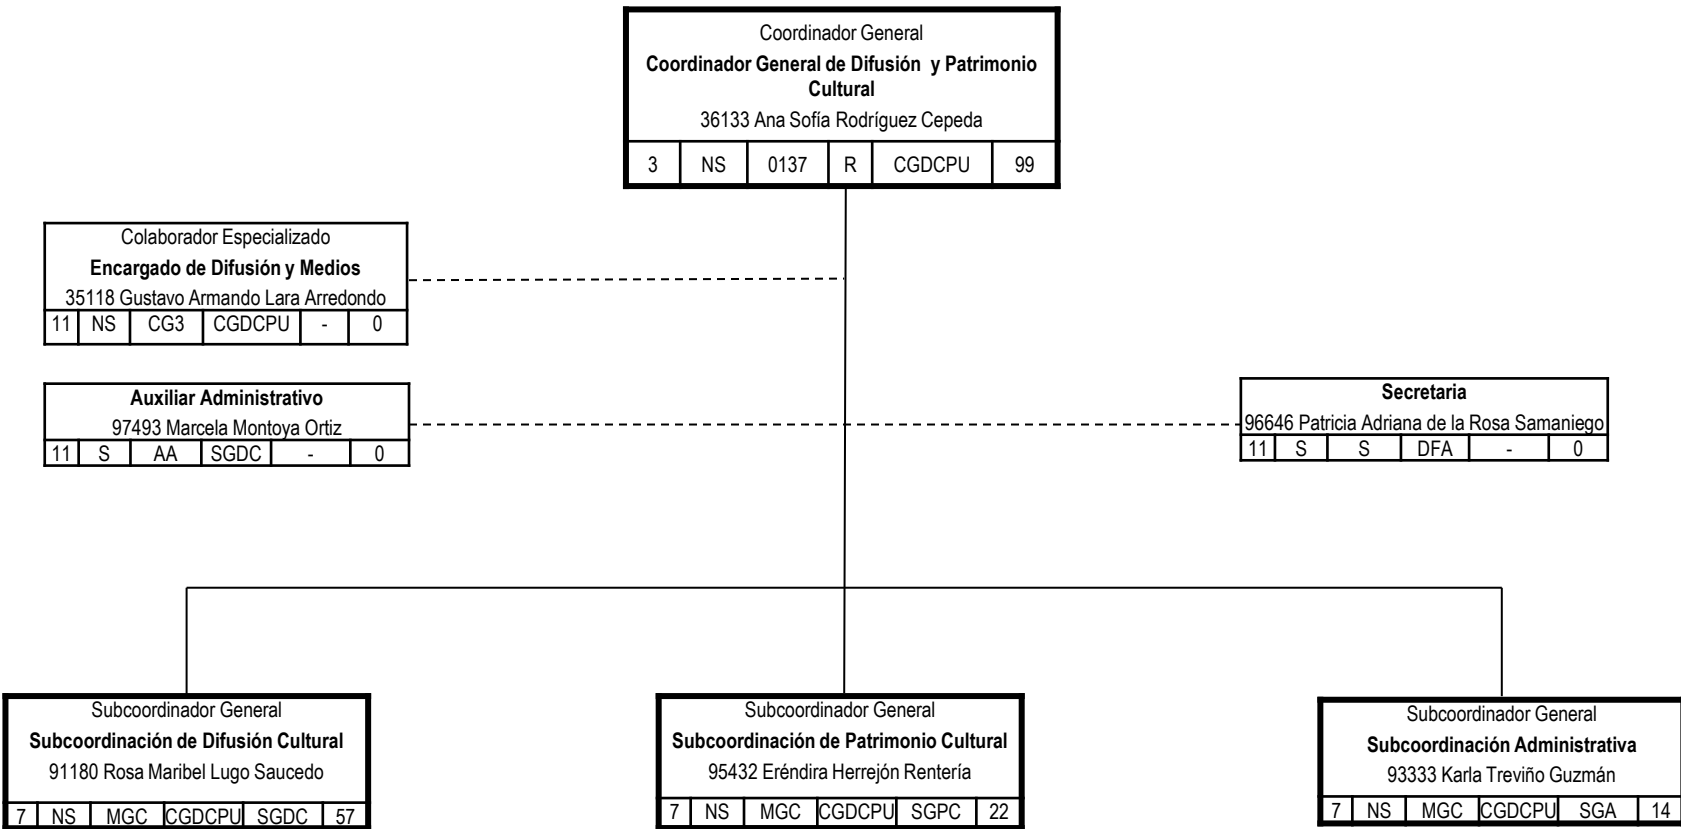 Coordinador General
Coordinador General de Difusión y Patrimonio
Cultural
36133 Ana Sofía Rodríguez Cepeda
3 NS 0137 R CGDCPU 99
Colaborador Especializado
Encargado de Difusión y Medios
35118 Gustavo Armando Lara Arredondo
11 NS CG3 CGDCPU - 0
Auxiliar Administrativo
97493 Marcela Montoya Ortiz
11 S AA SGDC - 0
Secretaria
96646 Patricia Adriana de la Rosa Samaniego
11 S S DFA - 0
Subcoordinador General
Subcoordinación de Difusión Cultural
91180 Rosa Maribel Lugo Saucedo
7 NS MGC CGDCPU SGDC 57
Subcoordinador General
Subcoordinación de Patrimonio Cultural
95432 Eréndira Herrejón Rentería
7 NS MGC CGDCPU SGPC 22
Subcoordinador General
Subcoordinación Administrativa
93333 Karla Treviño Guzmán
7 NS MGC CGDCPU SGA 14